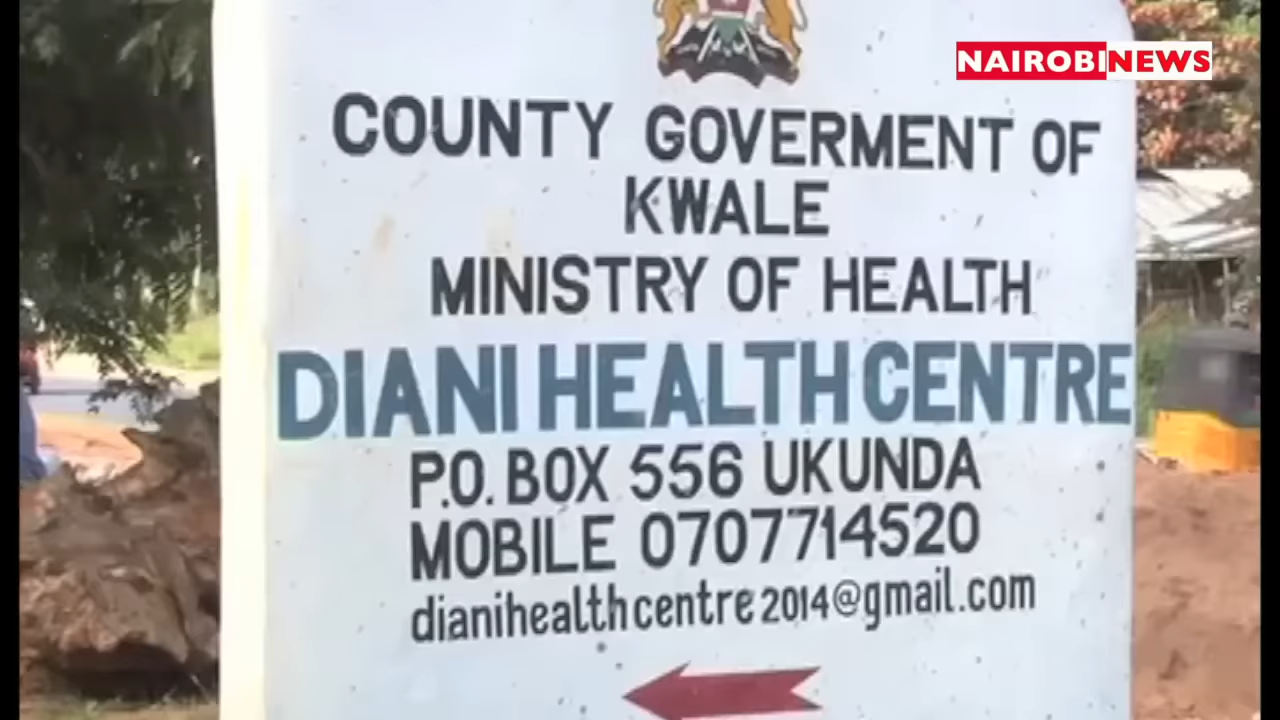 NAIROBINEWS
COUNTY GOVERMENT OF
KWALE
MINISTRY OF HEALTH
DIANI HEALTH CENTRE
P.O. BOX 556 UKUNDA
MOBILE 0707714520
dianihealthcentre2014@gmail.com